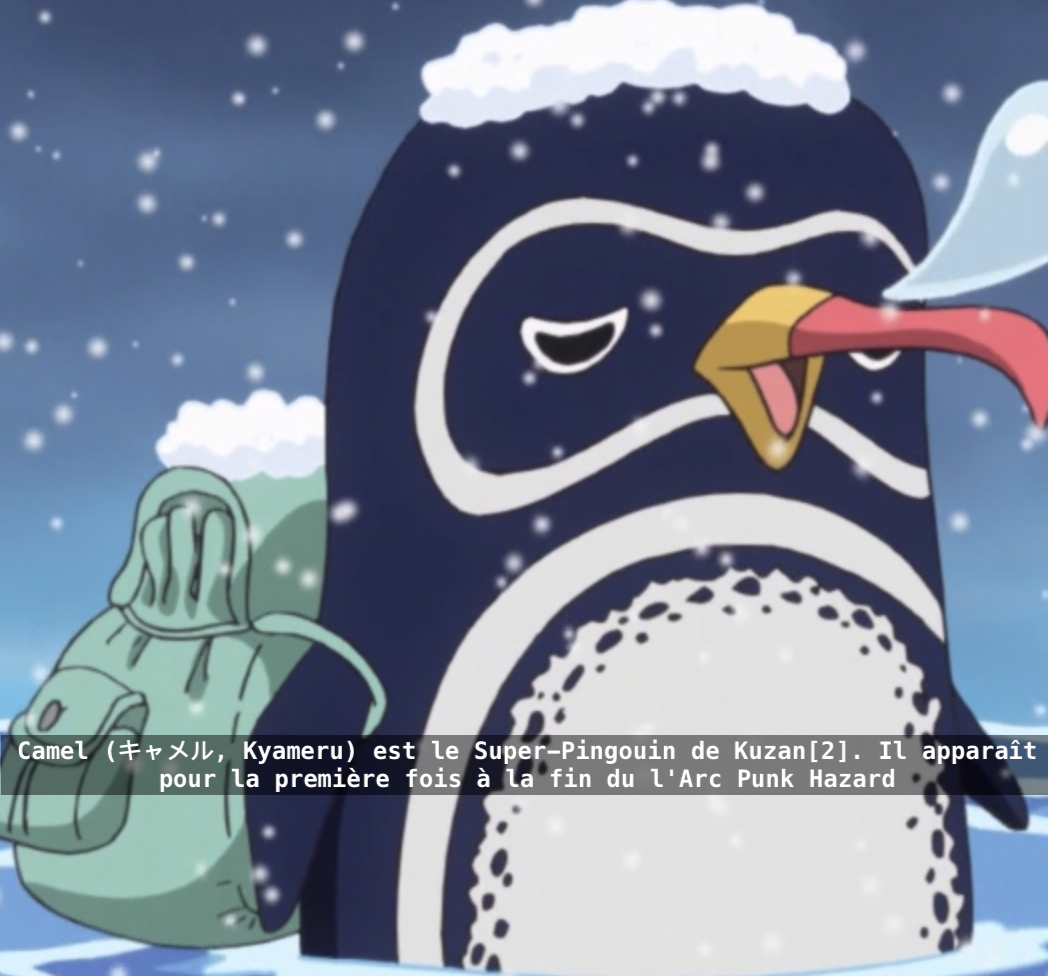 Camel (キャメル, Kyameru) est le Super–Pingouin de Kuzan[2]. Il apparaît
pour la première fois à la fin du l'Arc Punk Hazard